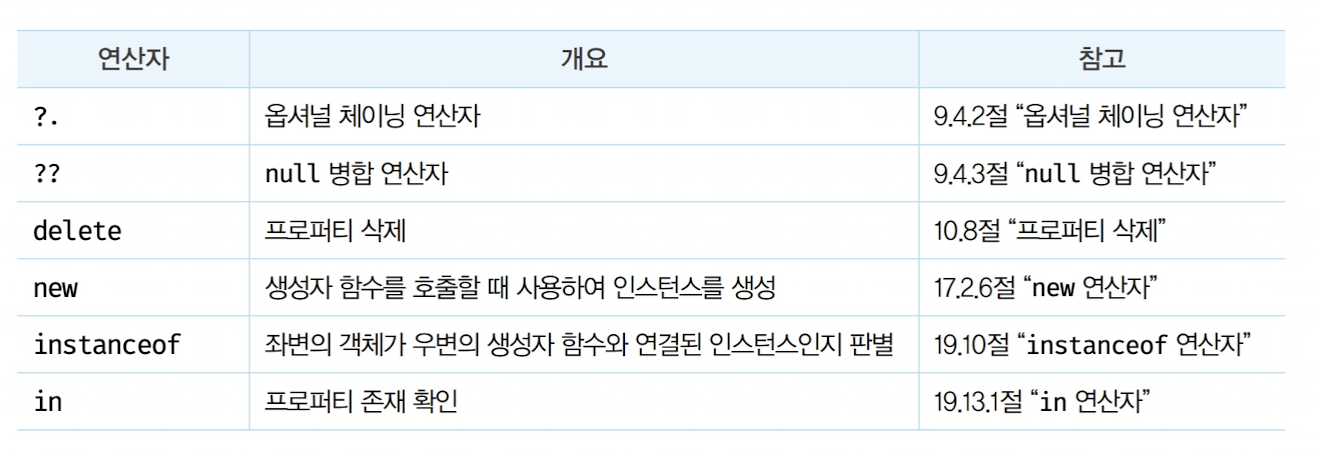 연산자 개요 참고
?. 옵셔널 체이닝 연산자 9.4.2절 “옵셔널 체이닝 연산자”
?? null 병합 연산자 9.4.3절 “null 병합 연산자”
delete 프로퍼티 삭제 10.8절 “프로퍼티 삭제”
new 생성자 함수를 호출할 때 사용하여 인스턴스를 생성 17.2.6절 “new 연산자”
instanceof 좌변의 객체가 우변의 생성자 함수와 연결된 인스턴스인지 판별 19.10절 “instanceof 연산자”
in 프로퍼티 존재 확인 19.13.1절 “in 연산자”